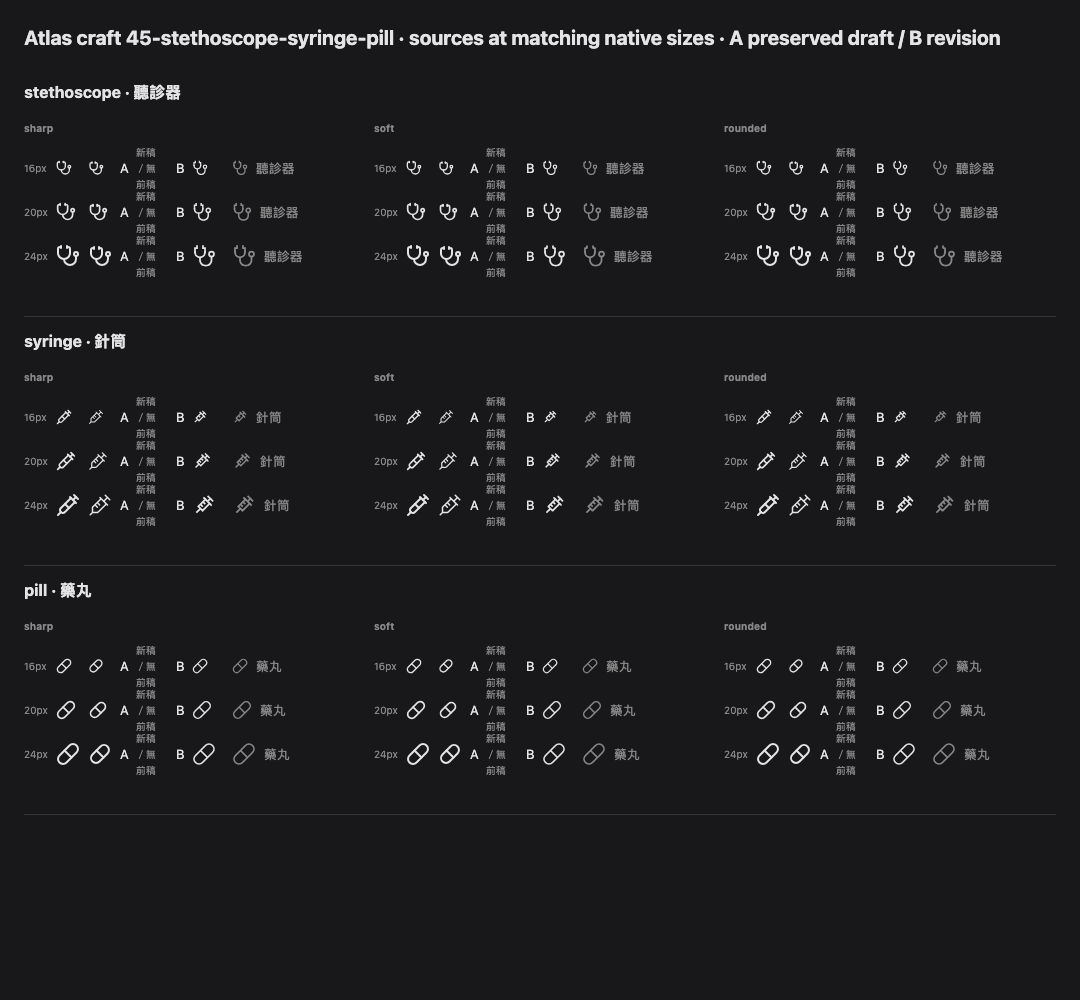 Atlas craft 45-stethoscope-syringe-pill · sources at matching native sizes · A preserved draft / B revision
stethoscope · 聽診器
sharp
soft
rounded
16px A 新稿 / 無 前稿 B 聽診器
16px A 新稿 / 無 前稿 B 聽診器
16px A 新稿 / 無 前稿 B 聽診器
20px A 新稿 / 無 前稿 B 聽診器
20px A 新稿 / 無 前稿 B 聽診器
20px A 新稿 / 無 前稿 B 聽診器
24px A 新稿 / 無 前稿 B 聽診器
24px A 新稿 / 無 前稿 B 聽診器
24px A 新稿 / 無 前稿 B 聽診器
syringe · 針筒
sharp
soft
rounded
16px A 新稿 / 無 前稿 B 針筒
16px A 新稿 / 無 前稿 B 針筒
16px A 新稿 / 無 前稿 B 針筒
20px A 新稿 / 無 前稿 B 針筒
20px A 新稿 / 無 前稿 B 針筒
20px A 新稿 / 無 前稿 B 針筒
24px A 新稿 / 無 前稿 B 針筒
24px A 新稿 / 無 前稿 B 針筒
24px A 新稿 / 無 前稿 B 針筒
pill · 藥丸
sharp
soft
rounded
16px A 新稿 / 無 前稿 B 藥丸
16px A 新稿 / 無 前稿 B 藥丸
16px A 新稿 / 無 前稿 B 藥丸
20px A 新稿 / 無 前稿 B 藥丸
20px A 新稿 / 無 前稿 B 藥丸
20px A 新稿 / 無 前稿 B 藥丸
24px A 新稿 / 無 前稿 B 藥丸
24px A 新稿 / 無 前稿 B 藥丸
24px A 新稿 / 無 前稿 B 藥丸